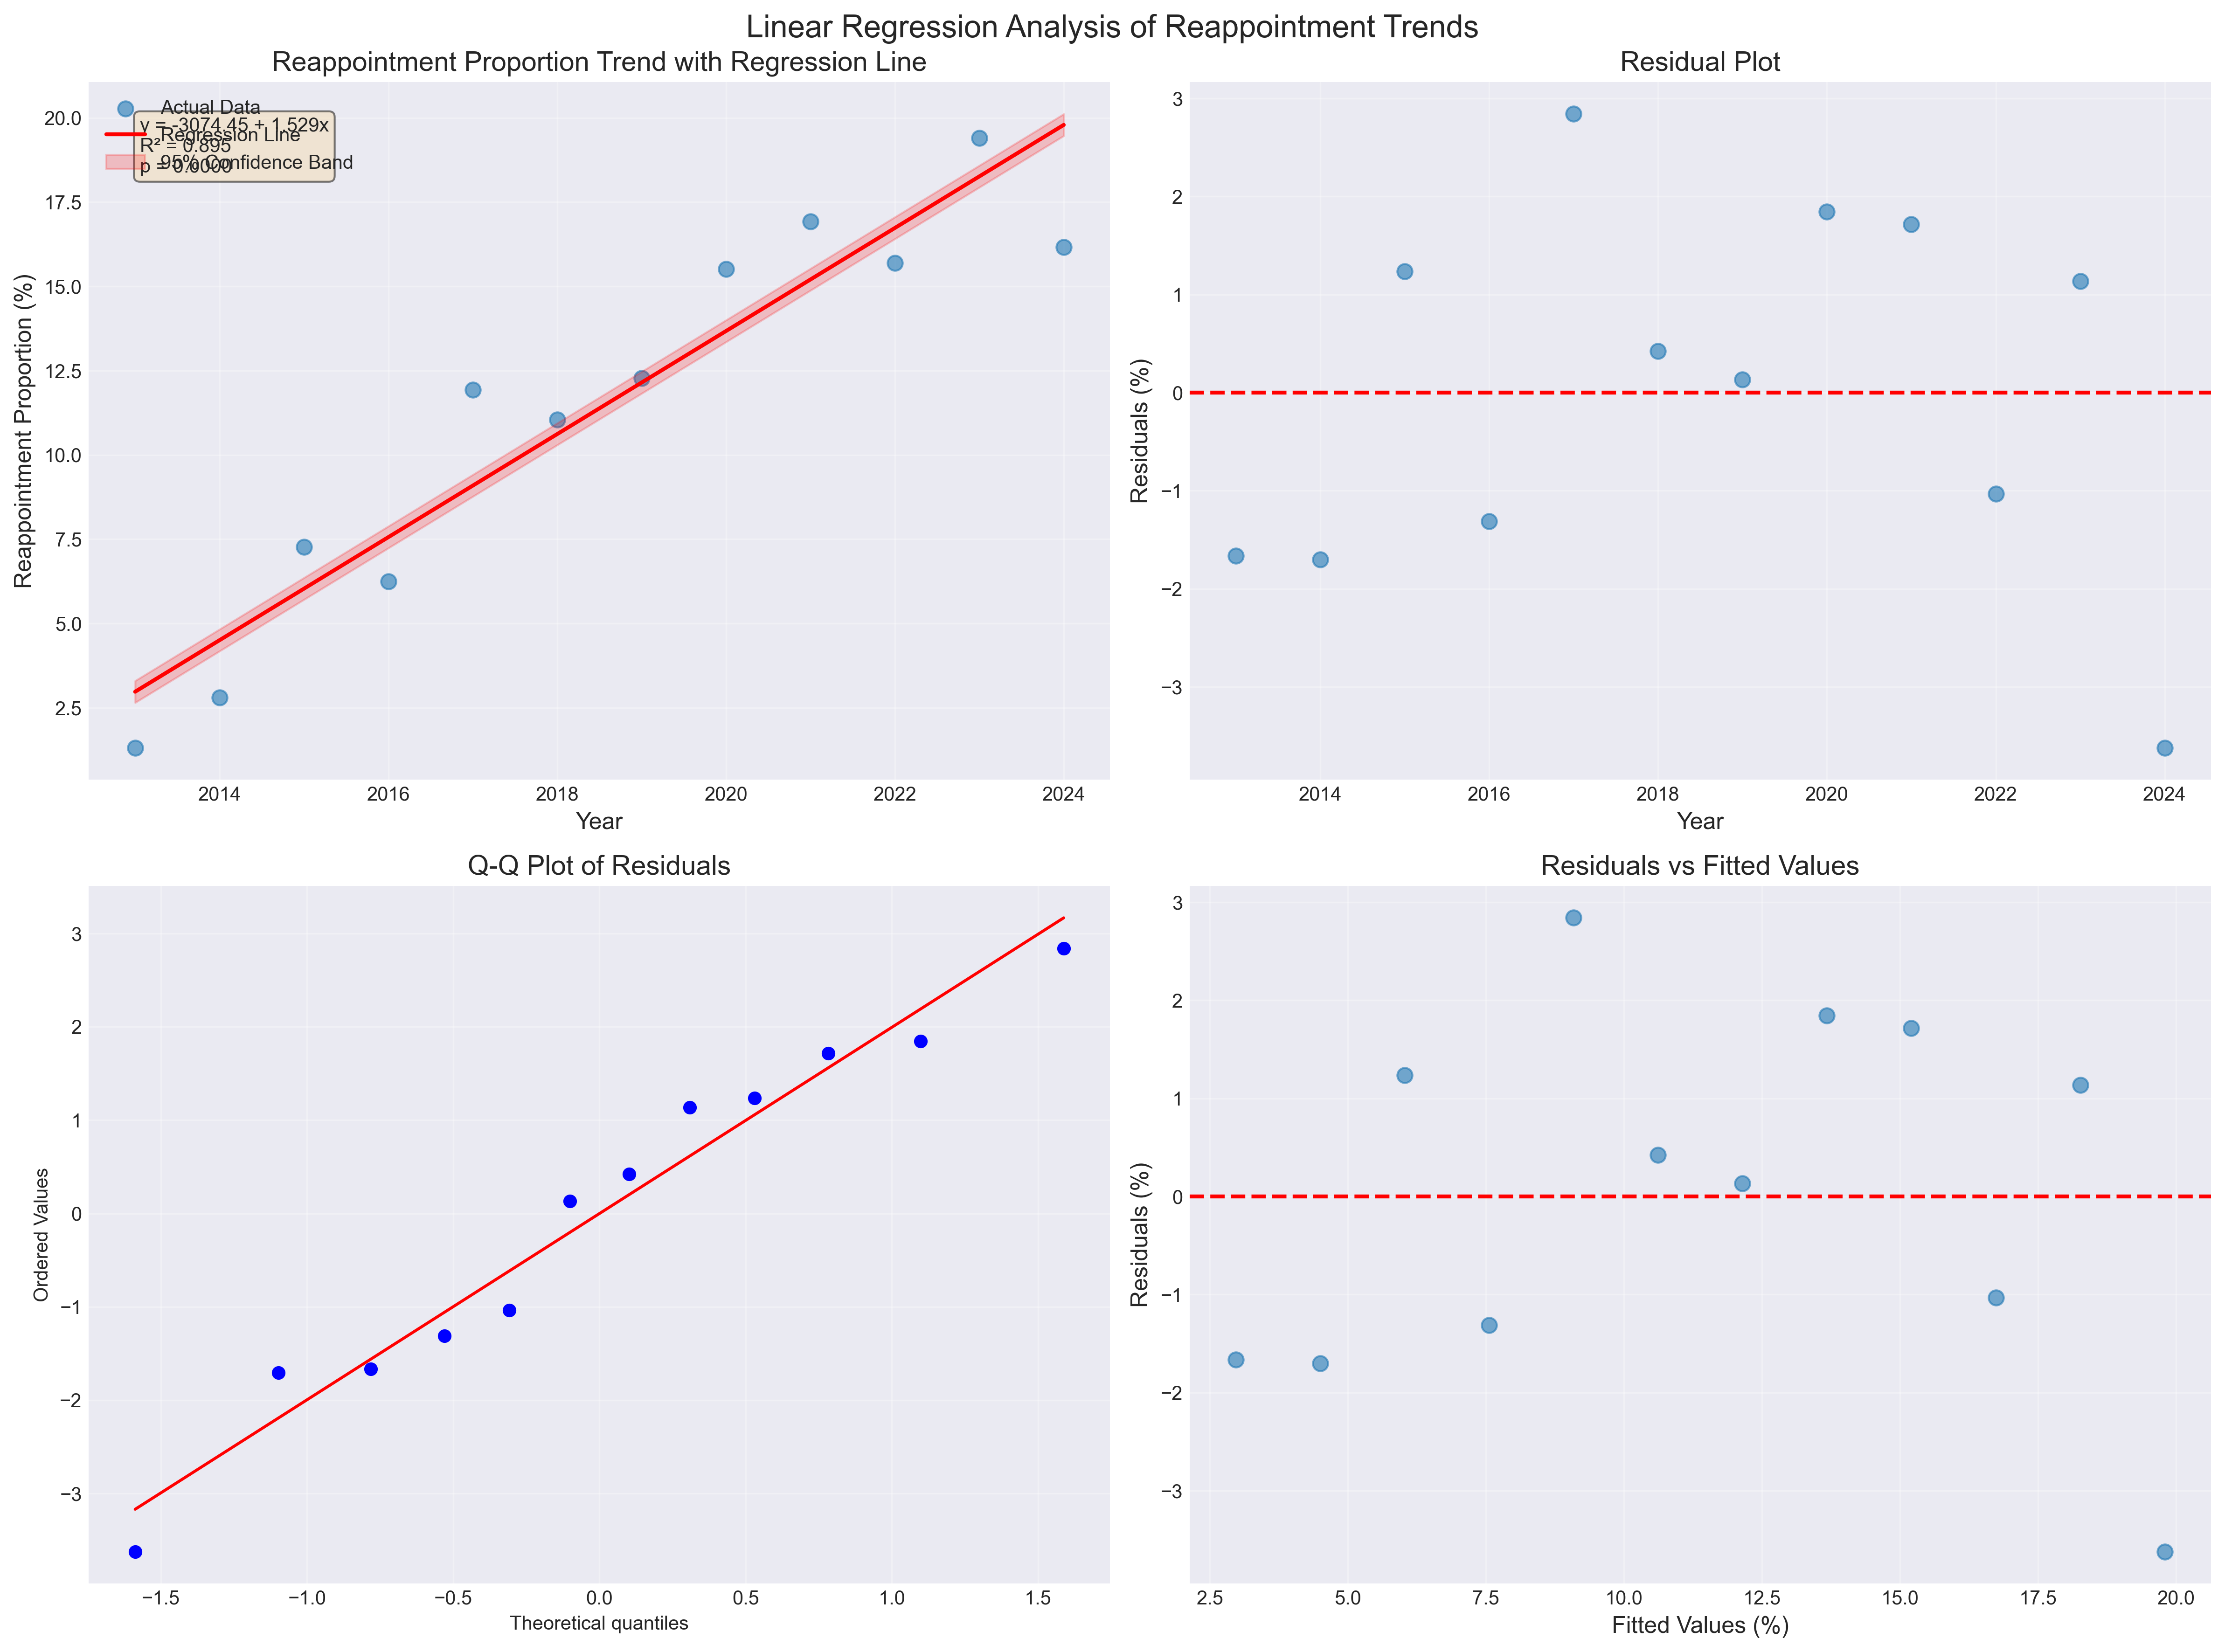 Linear Regression Analysis of Reappointment Trends
Reappointment Proportion Trend with Regression Line
Actual Data
y = -3074.45 + 1.529x
Regression Line
R² = 0.895
95% Confidence Band
p = 0.0000
20.0
17.5
15.0
12.5
10.0
7.5
5.0
2.5
Reappointment Proportion (%)
2014
2016
2018
2020
2022
2024
Year
Residual Plot
3
2
1
0
−1
−2
−3
Residuals (%)
2014
2016
2018
2020
2022
2024
Year
Q-Q Plot of Residuals
3
2
1
0
−1
−2
−3
Ordered Values
−1.5
−1.0
−0.5
0.0
0.5
1.0
1.5
Theoretical quantiles
Residuals vs Fitted Values
3
2
1
0
−1
−2
−3
Residuals (%)
2.5
5.0
7.5
10.0
12.5
15.0
17.5
20.0
Fitted Values (%)